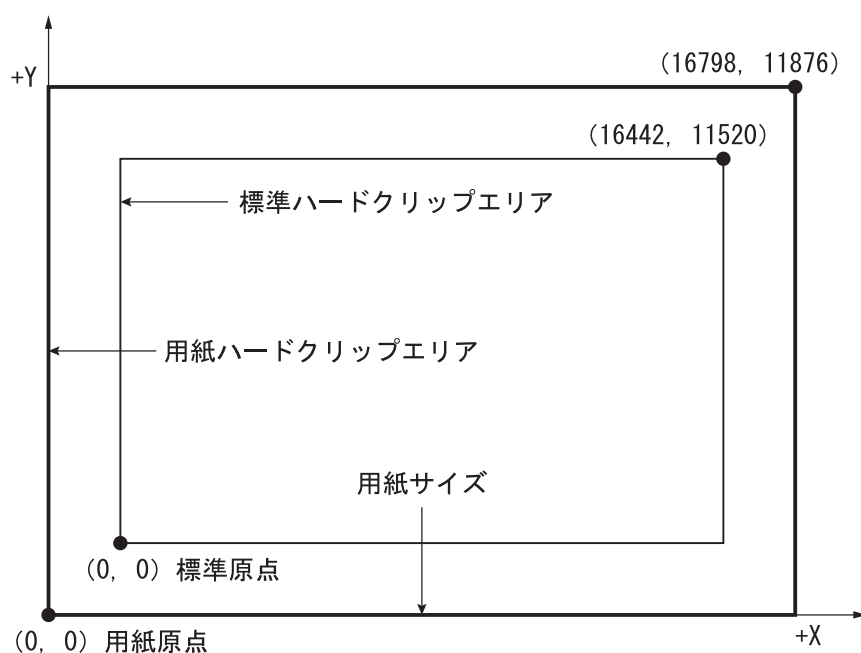 +Y
(16798, 11876)
(16442, 11520)
標準ハードクリップエリア
用紙ハードクリップエリア
用紙サイズ
(0, 0) 標準原点
+X
(0, 0) 用紙原点